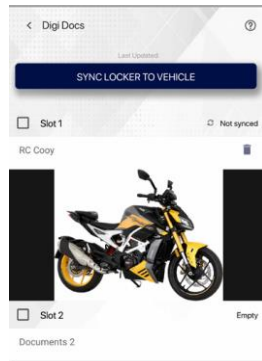 Digi Docs
Last Updated:
SYNC LOCKER TO VEHICLE
Slot 1
Not synced
RC Cooy
Slot 2
Empty
Documents 2